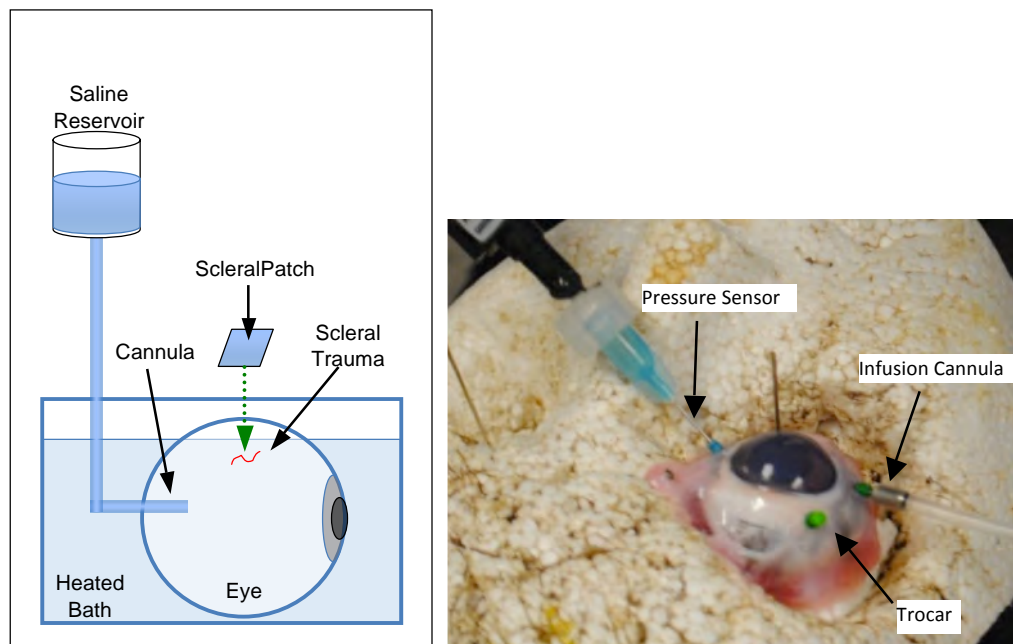 Saline
Reservoir
ScleralPatch
Scleral
Trauma
Cannula
Heated
Bath
Eye
Pressure Sensor
Infusion Cannula
Trocar